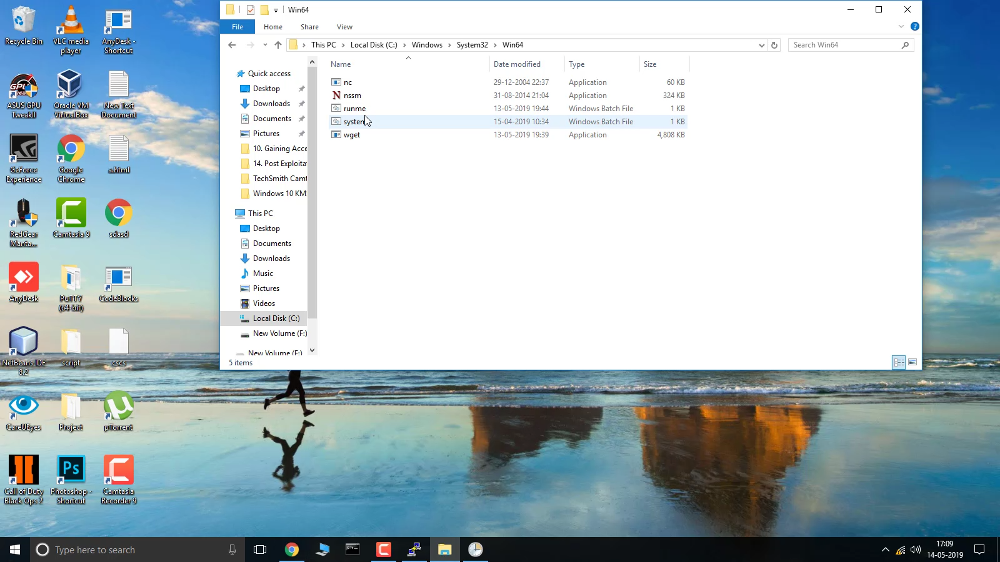 Win64
File
Home
Share
View
This PC
Local Disk (C:)
Windows
System32
Win64
Search Win64
Quick access
Desktop
Downloads
Documents
Pictures
10. Gaining Acce
14. Post Exploita
TechSmith Camt
Windows 10 KM
This PC
Desktop
Documents
Downloads
Music
Pictures
Videos
Local Disk (C:)
New Volume (F:)
New Volume (F:)
Name Date modified Type Size
nc 29-12-2004 22:37 Application 60 KB
nssm 31-08-2014 21:04 Application 324 KB
runme 13-05-2019 19:44 Windows Batch File 1 KB
system 15-04-2019 10:34 Windows Batch File 1 KB
wget 13-05-2019 19:39 Application 4,808 KB
5 items
Recycle Bin
VLC media
player
AnyDesk -
Shortcut
ASUS GPU
TweakII
Oracle VM
VirtualBox
New Text
Document
GeForce
Experience
Google
Chrome
a.html
RedGear
Manta...
Camtasia 9
sdasd
AnyDesk
PuTTY
(64-bit)
CodeBlocks
NetBeans IDE
8.2
script
cscs
CareUEyes
Project
µTorrent
Call of Duty
Black Ops 2
Ps
Photoshop -
Shortcut
Camtasia
Recorder 9
Type here to search
17:09
14-05-2019